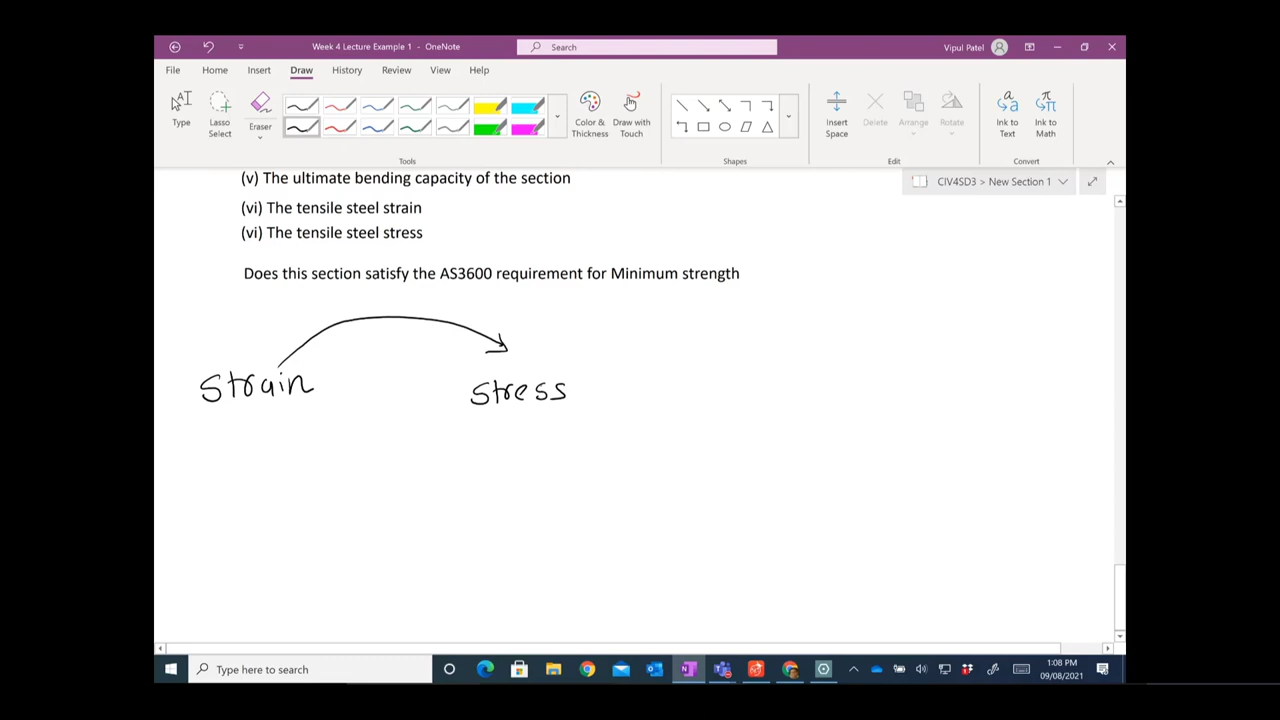 Week 4 Lecture Example 1 - OneNote
Search
Vipul Patel
File Home Insert Draw History Review View Help
Type
Lasso Select
Eraser
Color & Thickness
Draw with Touch
Insert Space
Delete
Arrange
Rotate
Ink to Text
Ink to Math
Tools
Shapes
Edit
Convert
CIV4SD3 > New Section 1
(v) The ultimate bending capacity of the section
(vi) The tensile steel strain
(vi) The tensile steel stress
Does this section satisfy the AS3600 requirement for Minimum strength
Strain Stress
Type here to search
1:08 PM
09/08/2021